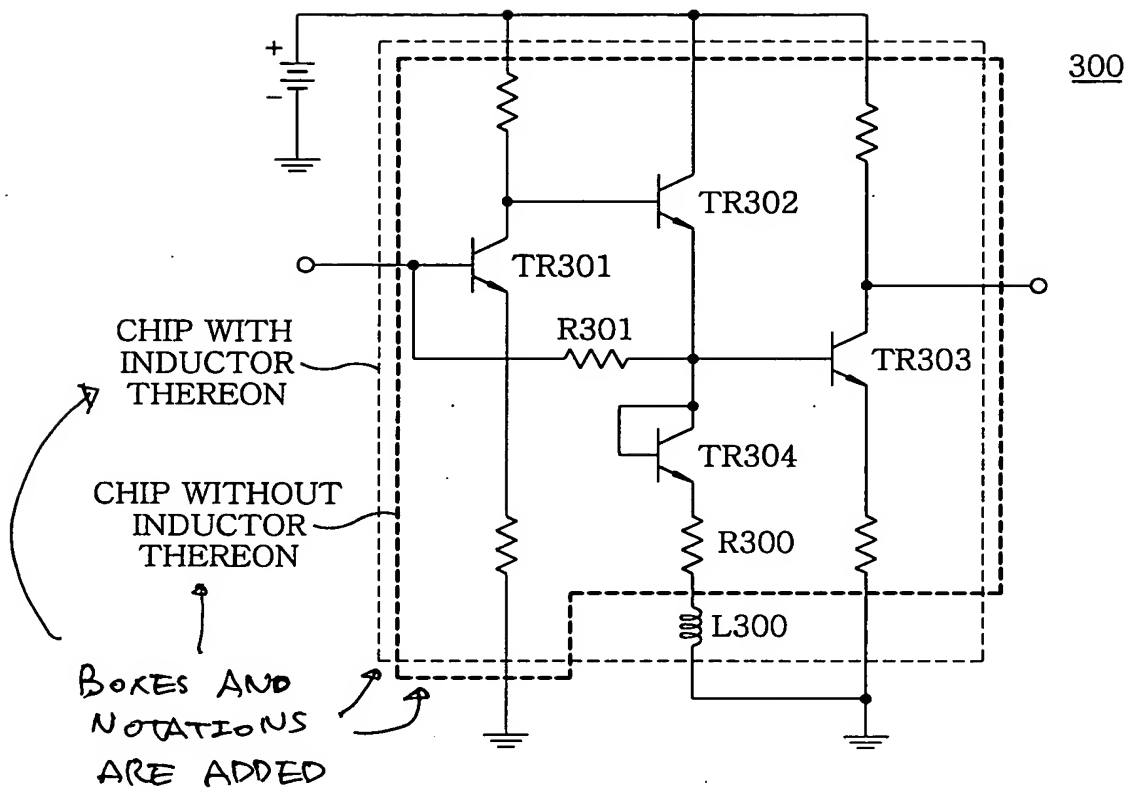 +
300
-
TR302
TR301
CHIP WITH
INDUCTOR
THEREON
R301
TR303
TR304
CHIP WITHOUT
INDUCTOR
THEREON
R300
L300
BOXES AND
NOTATIONS
ARE ADDED